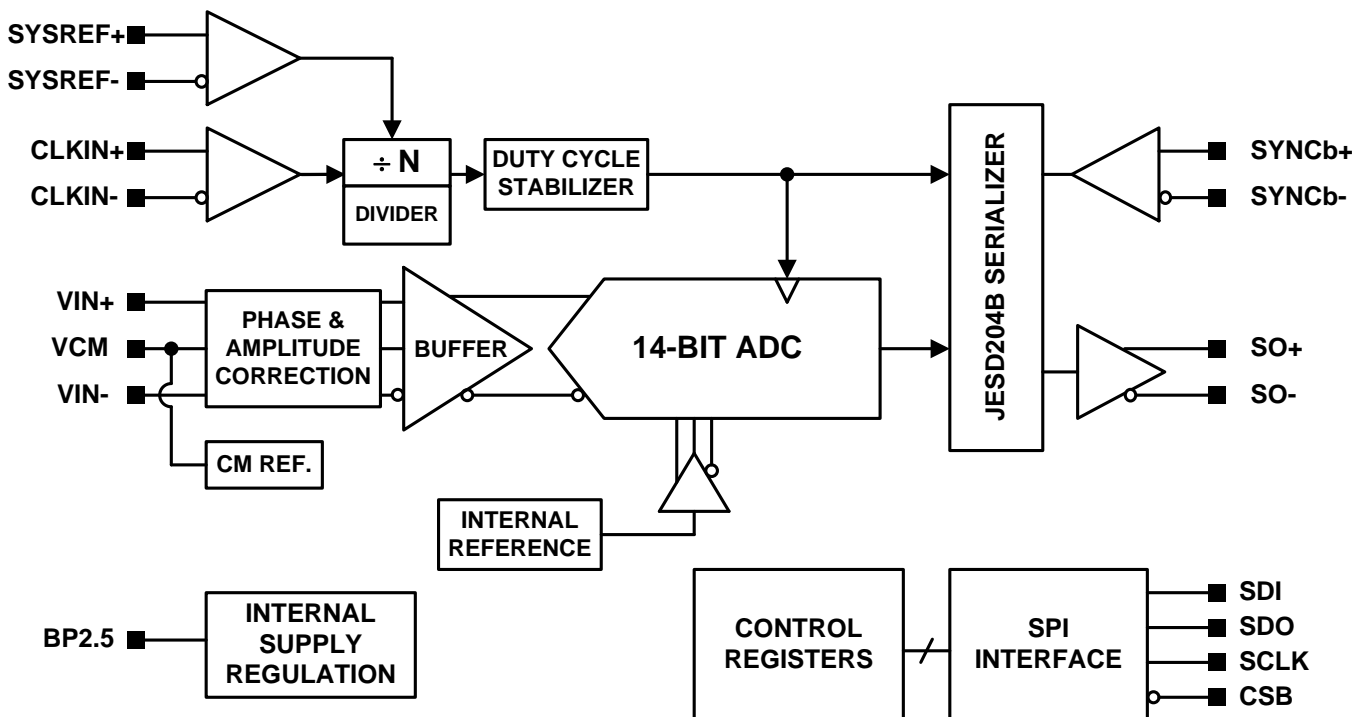 SYSREF+
SYSREF-
CLKIN+
CLKIN-
÷ N
DIVIDER
DUTY CYCLE
STABILIZER
JESD204B SERIALIZER
SYNCb+
SYNCb-
VIN+
VCM
VIN-
PHASE &
AMPLITUDE
CORRECTION
BUFFER
14-BIT ADC
SO+
SO-
CM REF.
INTERNAL
REFERENCE
BP2.5
INTERNAL
SUPPLY
REGULATION
CONTROL
REGISTERS
SPI
INTERFACE
SDI
SDO
SCLK
CSB